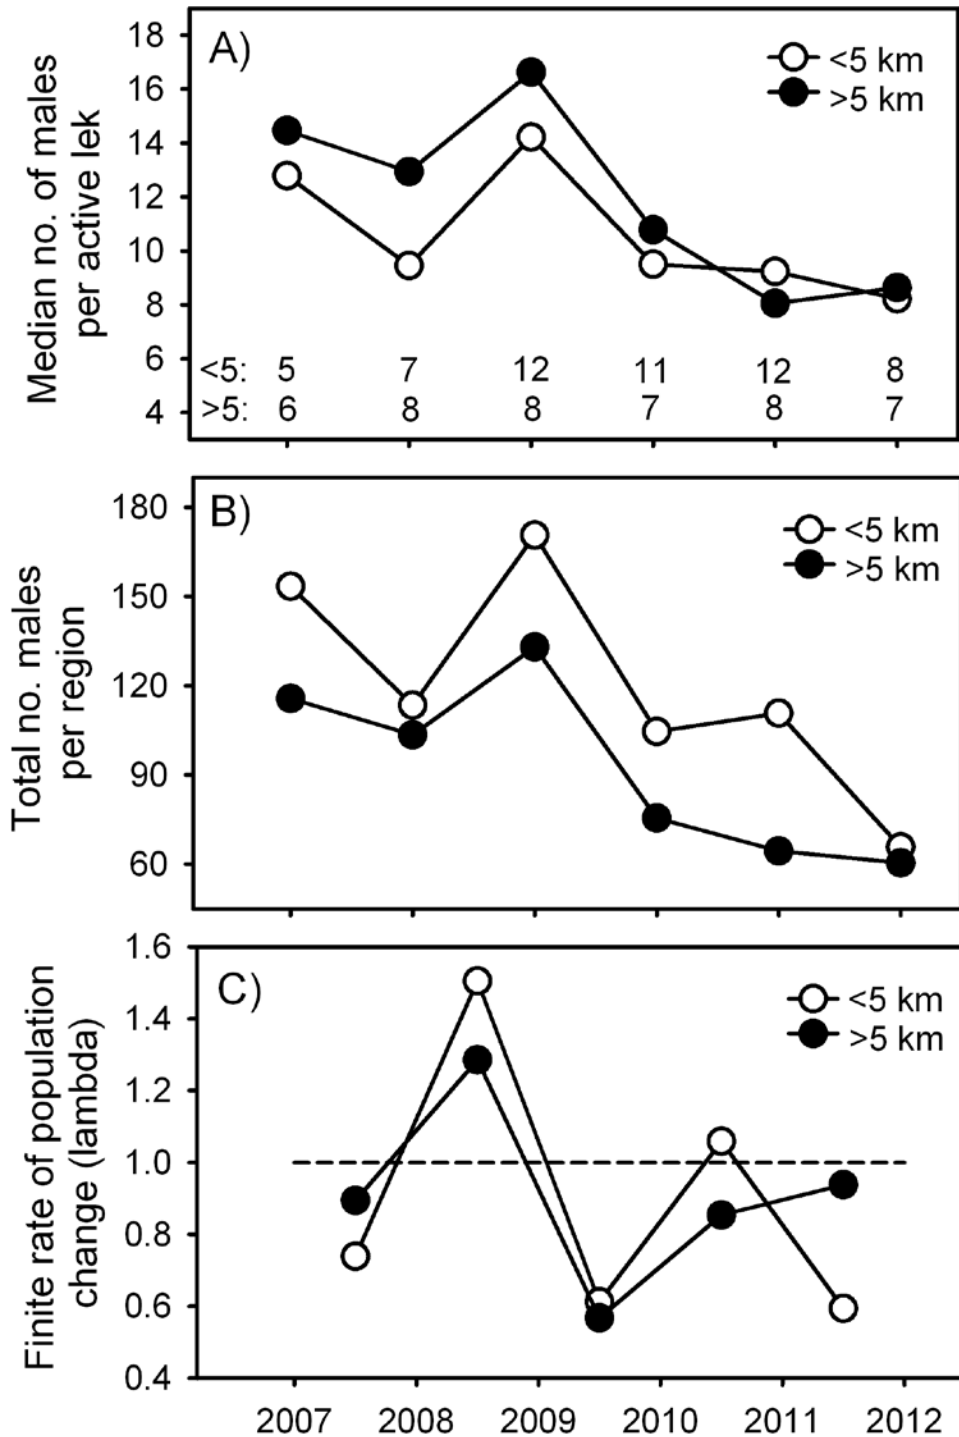 A)
<5 km
>5 km
Median no. of males
per active lek
18
16
14
12
10
8
6
4
<5: 5 7 12 11 12 8
>5: 6 8 8 7 8 7
B)
<5 km
>5 km
Total no. males
per region
180
150
120
90
60
C)
<5 km
>5 km
Finite rate of population
change (lambda)
1.6
1.4
1.2
1.0
0.8
0.6
0.4
2007 2008 2009 2010 2011 2012